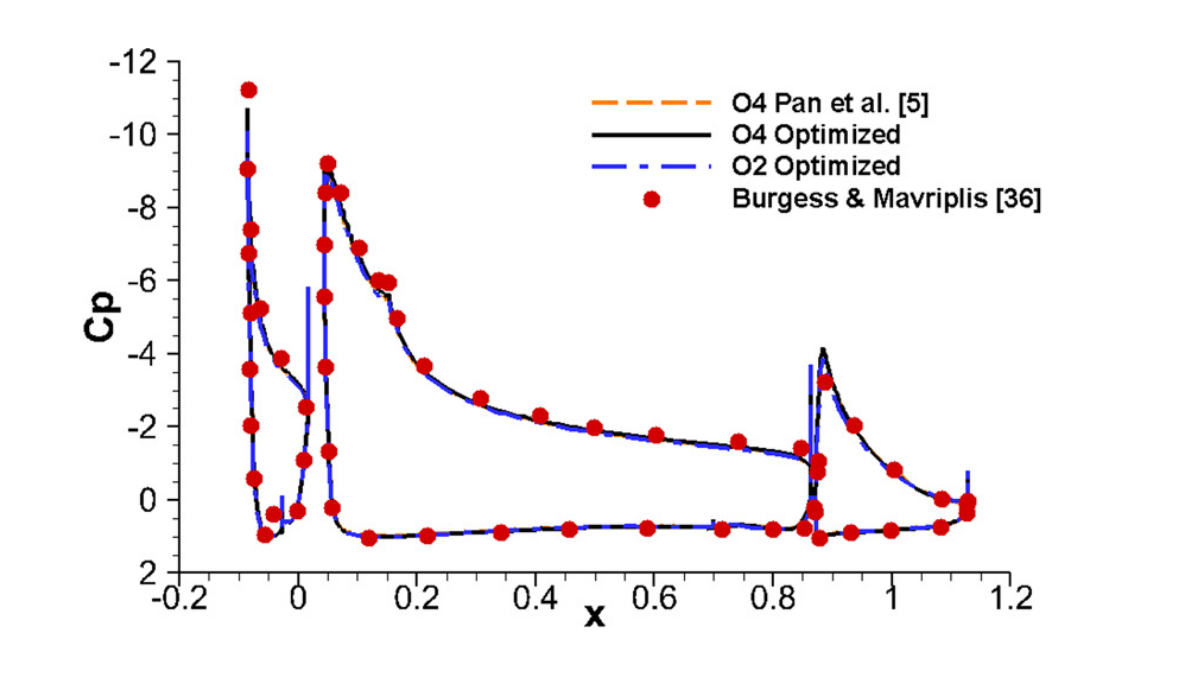 -12
-10
-8
-6
-4
-2
0
2
Cp
O4 Pan et al. [5]
O4 Optimized
O2 Optimized
Burgess & Mavriplis [36]
-0.2 0 0.2 0.4 0.6 0.8 1 1.2
x